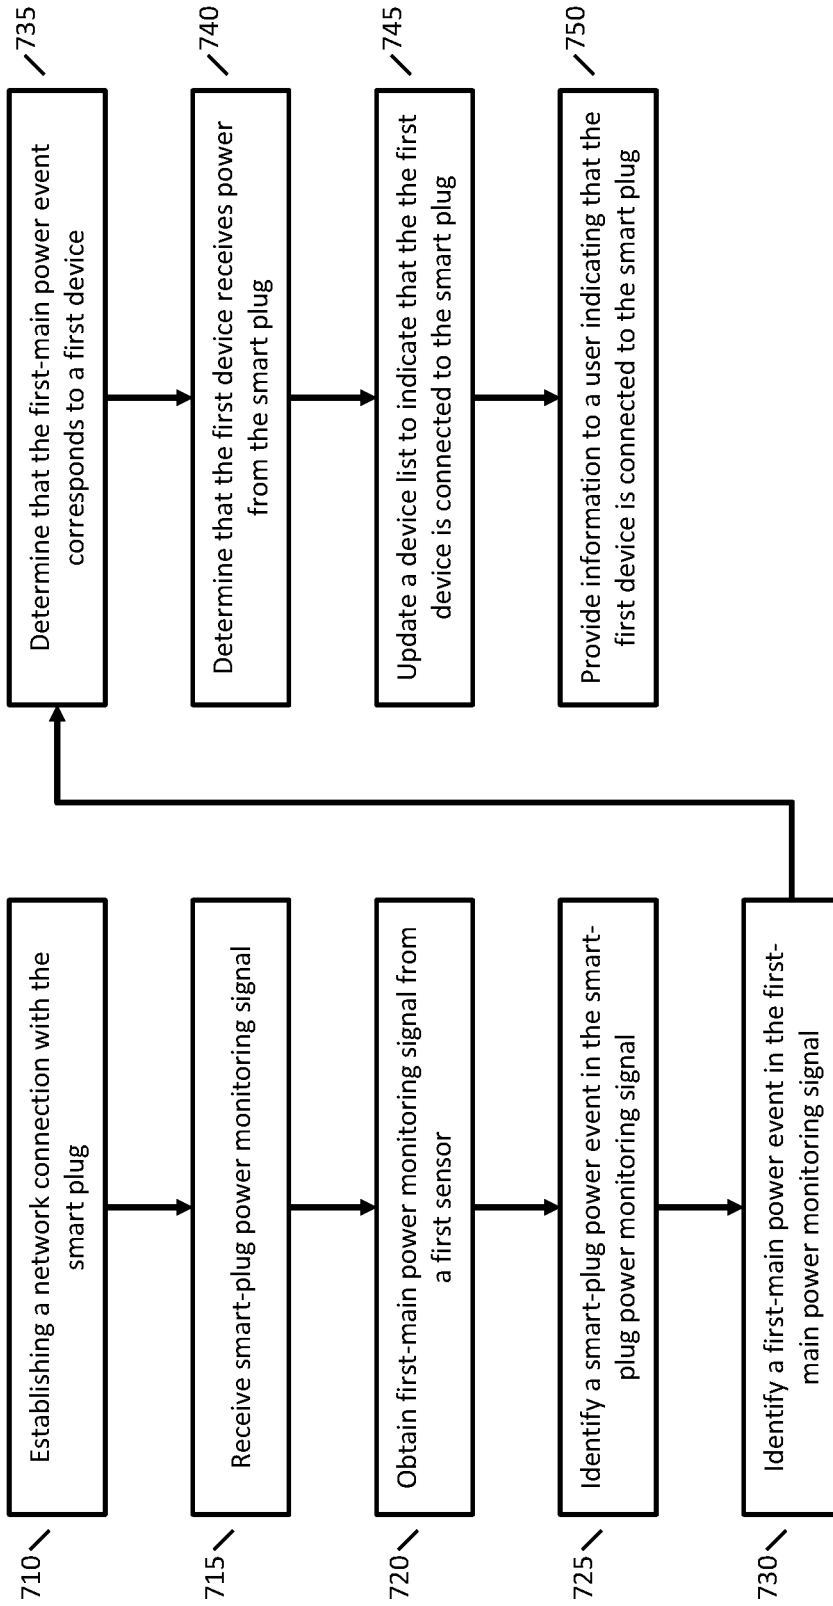 710
Establishing a network connection with the
smart plug
715
Receive smart-plug power monitoring signal
720
Obtain first-main power monitoring signal from
a first sensor
725
Identify a smart-plug power event in the smart-
plug power monitoring signal
730
Identify a first-main power event in the first-
main power monitoring signal
735
Determine that the first-main power event
corresponds to a first device
740
Determine that the first device receives power
from the smart plug
745
Update a device list to indicate that the the first
device is connected to the smart plug
750
Provide information to a user indicating that the
first device is connected to the smart plug